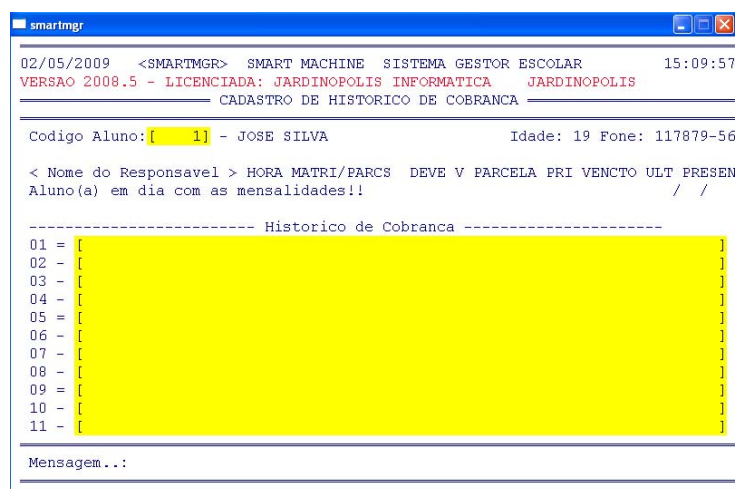 smartmgr
02/05/2009 <SMARTMGR> SMART MACHINE SISTEMA GESTOR ESCOLAR 15:09:57
VERSAO 2008.5 - LICENCIADA: JARDINOPOLIS INFORMATICA JARDINOPOLIS
CADASTRO DE HISTORICO DE COBRANCA
Codigo Aluno:[ 1] - JOSE SILVA Idade: 19 Fone: 117879-56
< Nome do Responsavel > HORA MATRI/PARCS DEVE V PARCELA PRI VENCTO ULT PRESEN
Aluno(a) em dia com as mensalidades!! / /
------------------------- Historico de Cobranca ----------------------
01 = [ ]
02 - [ ]
03 - [ ]
04 - [ ]
05 = [ ]
06 - [ ]
07 - [ ]
08 - [ ]
09 = [ ]
10 - [ ]
11 - [ ]
Mensagem..: